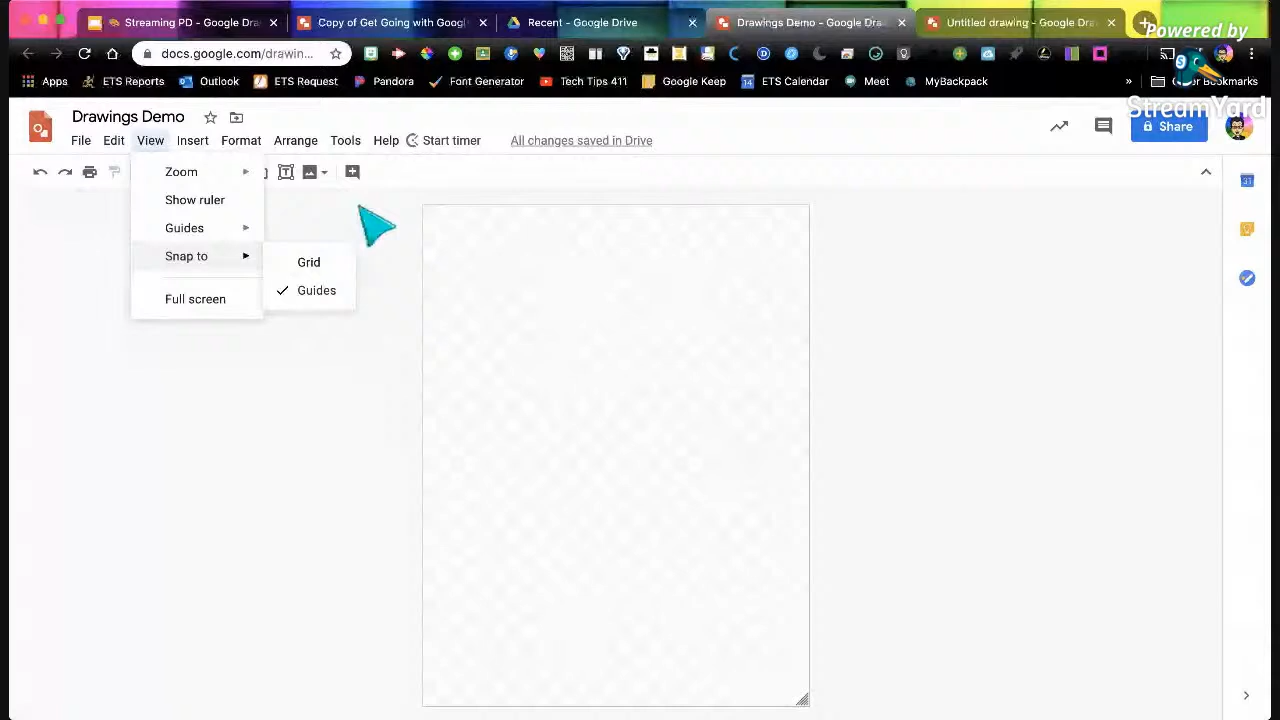 Streaming PD - Google Dra
Copy of Get Going with Googl
Recent - Google Drive
Drawings Demo - Google Dra
Untitled drawing - Google Dra
Powered by
docs.google.com/drawin...
StreamYard
Apps
ETS Reports
Outlook
ETS Request
Pandora
Font Generator
Tech Tips 411
Google Keep
14
ETS Calendar
Meet
MyBackpack
»
Bookmarks
Drawings Demo
File
Edit
View
Insert
Format
Arrange
Tools
Help
Start timer
All changes saved in Drive
Share
Zoom
Show ruler
Guides
Snap to
Full screen
Grid
Guides
31